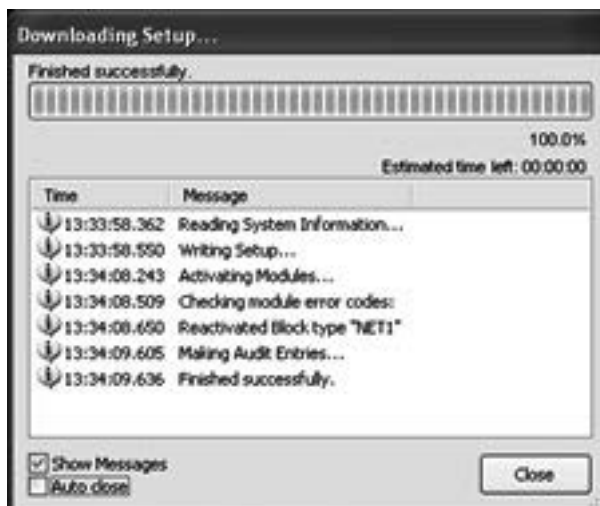 Downloading Setup...
Finished successfully.
100.0%
Estimated time left: 00:00:00
Time Message
13:33:58.362 Reading System Information...
13:33:58.550 Writing Setup...
13:34:08.243 Activating Modules...
13:34:08.509 Checking module error codes:
13:34:08.650 Reactivated Block type "NET1"
13:34:09.605 Making Audit Entries...
13:34:09.636 Finished successfully.
Show Messages
Auto close
Close